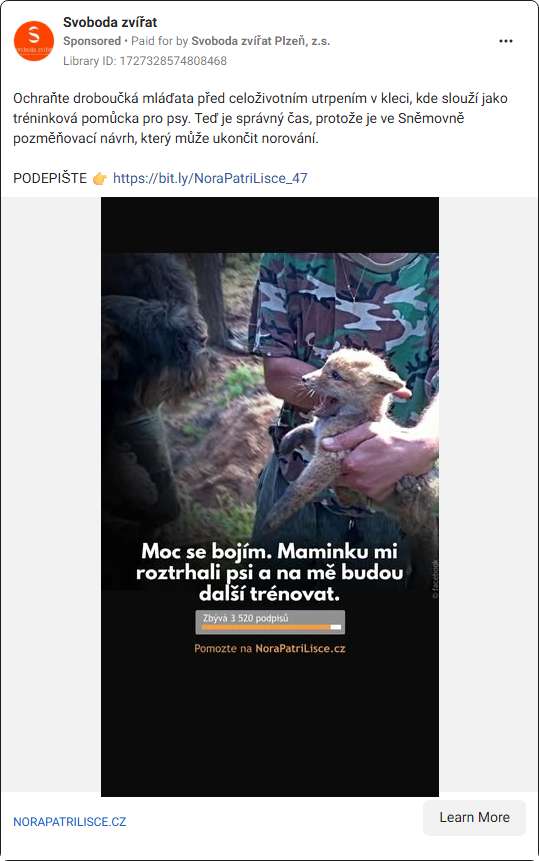 Svoboda zvířat
Sponsored • Paid for by Svoboda zvířat Plzeň, z.s.
Library ID: 1727328574808468
Ochraňte droboučká mláďata před celoživotním utrpením v kleci, kde slouží jako
tréninková pomůcka pro psy. Teď je správný čas, protože je ve Sněmovně
pozměňovací návrh, který může ukončit norování.
PODEPIŠTE 👉 https://bit.ly/NoraPatriLisce_47
Moc se bojím. Maminku mi
roztrhali psi a na mě budou
další trénovat.
© facebook
Zbývá 3 520 podpisů
Pomozte na NoraPatriLisce.cz
NORAPATRILISCE.CZ
Learn More